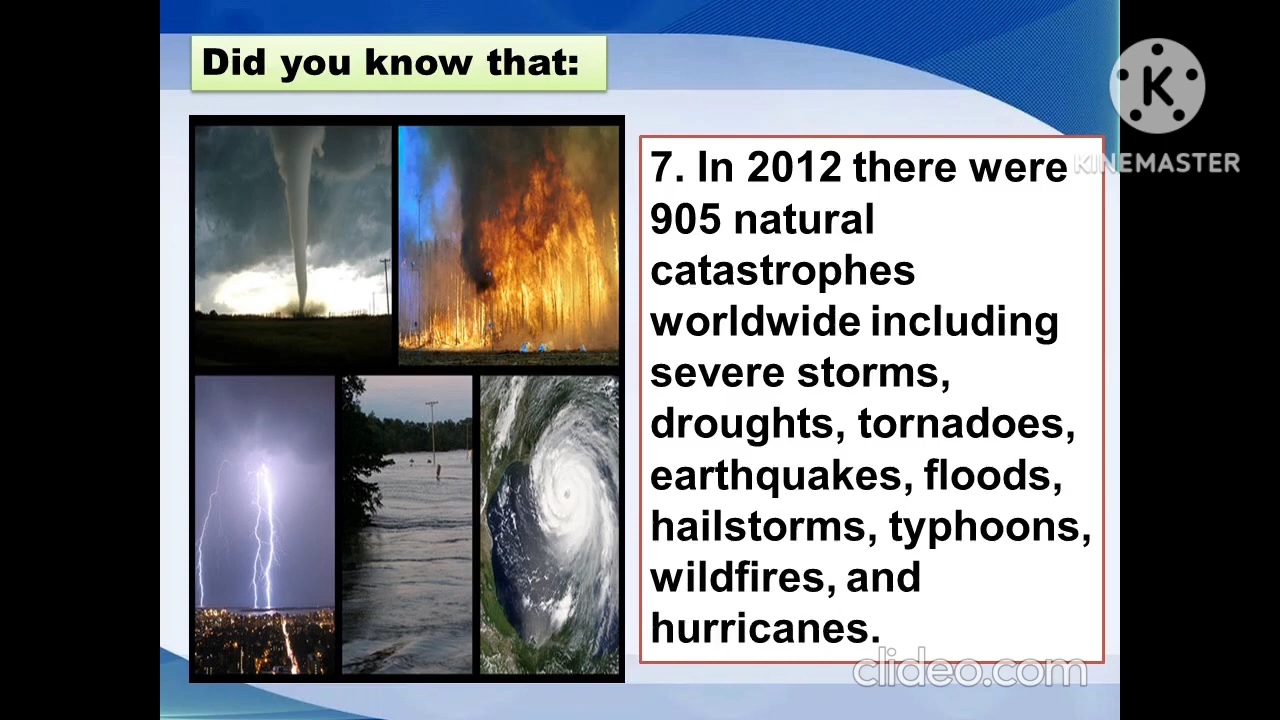 Did you know that:
K
KINEMASTER
7. In 2012 there were
905 natural
catastrophes
worldwide including
severe storms,
droughts, tornadoes,
earthquakes, floods,
hailstorms, typhoons,
wildfires, and
hurricanes.
clideo.com